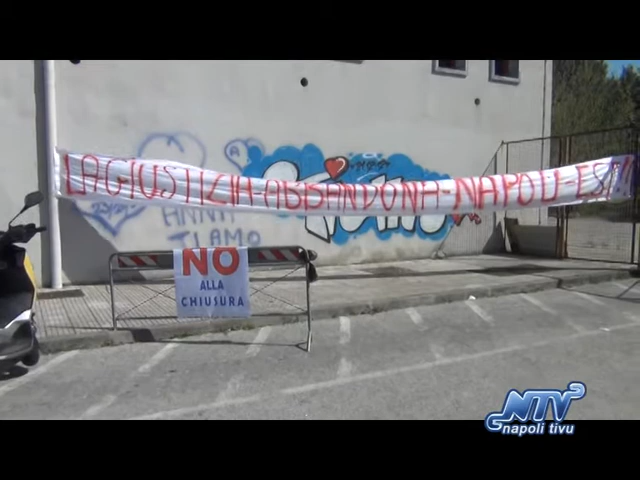 LA GIUSTIZIA-ABBANDONA-NAPOLI-EST!!!
ANNA
TI AMO
NO
ALLA
CHIUSURA
NTV
napoli tivu